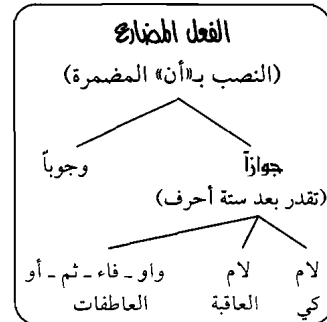 الفعل المضارع
(النصب بـ«أن» المضمرة)
جوازاً وجوباً
(تقدر بعد ستة أحرف)
لام لام واو ـ فاء ـ ثم ـ أو
كي العاقبة العاطفات